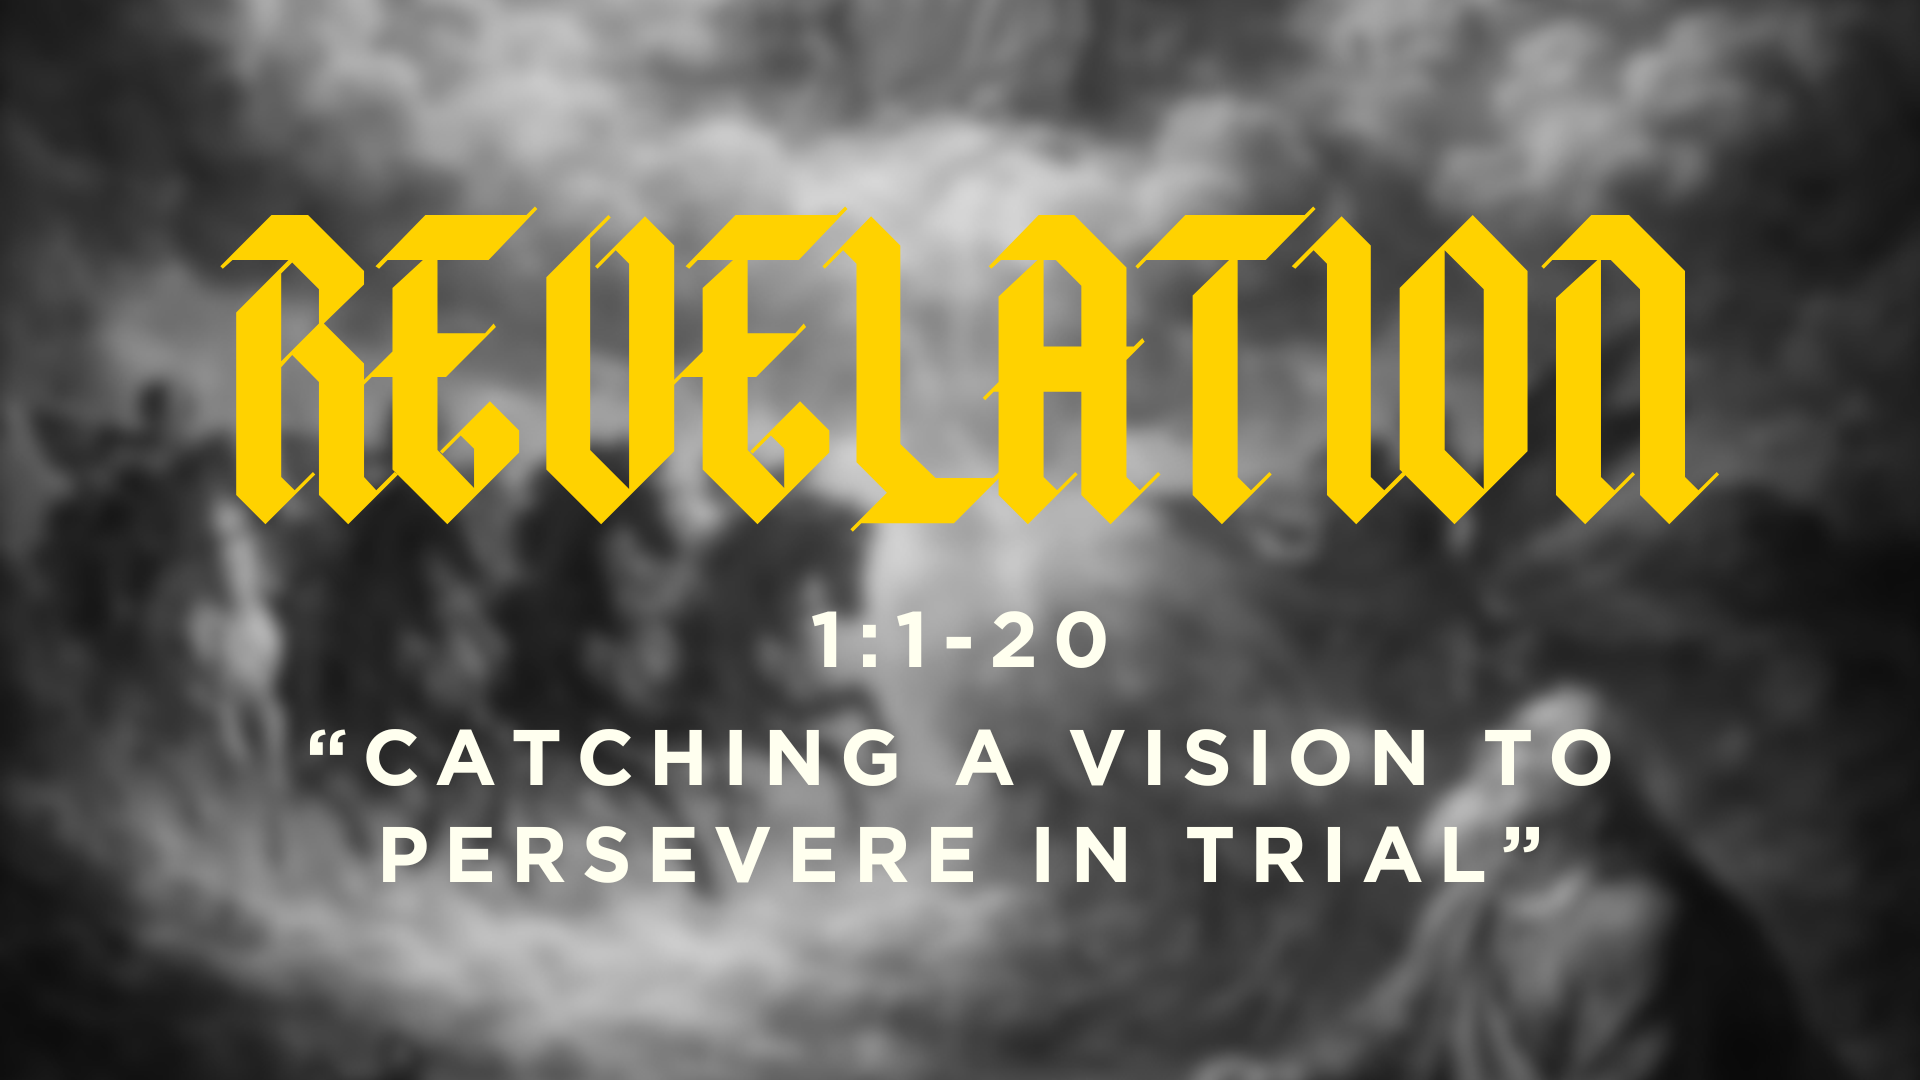 REVELATION
1:1-20
“CATCHING A VISION TO
PERSEVERE IN TRIAL”